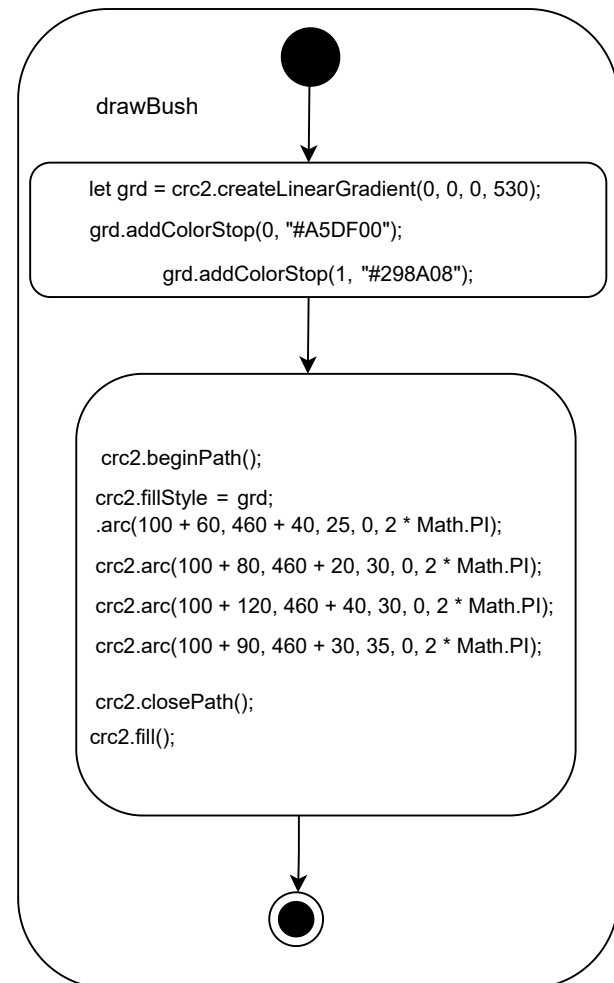 drawBush
let grd = crc2.createLinearGradient(0, 0, 0, 530);
grd.addColorStop(0, "#A5DF00");
grd.addColorStop(1, "#298A08");
crc2.beginPath();
crc2.fillStyle = grd;
.arc(100 + 60, 460 + 40, 25, 0, 2 * Math.PI);
crc2.arc(100 + 80, 460 + 20, 30, 0, 2 * Math.PI);
crc2.arc(100 + 120, 460 + 40, 30, 0, 2 * Math.PI);
crc2.arc(100 + 90, 460 + 30, 35, 0, 2 * Math.PI);
crc2.closePath();
crc2.fill();